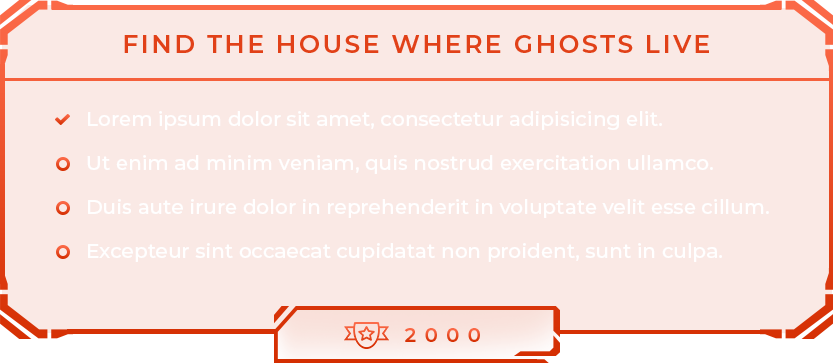 FIND THE HOUSE WHERE GHOSTS LIVE
Lorem ipsum dolor sit amet, consectetur adipisicing elit.
Ut enim ad minim veniam, quis nostrud exercitation ullamco.
Duis aute irure dolor in reprehenderit in voluptate velit esse cillum.
Excepteur sint occaecat cupidatat non proident, sunt in culpa.
2000